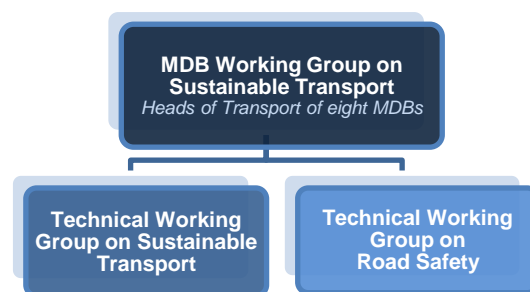 MDB Working Group on
Sustainable Transport
Heads of Transport of eight MDBs
Technical Working
Group on Sustainable
Transport
Technical Working
Group on
Road Safety